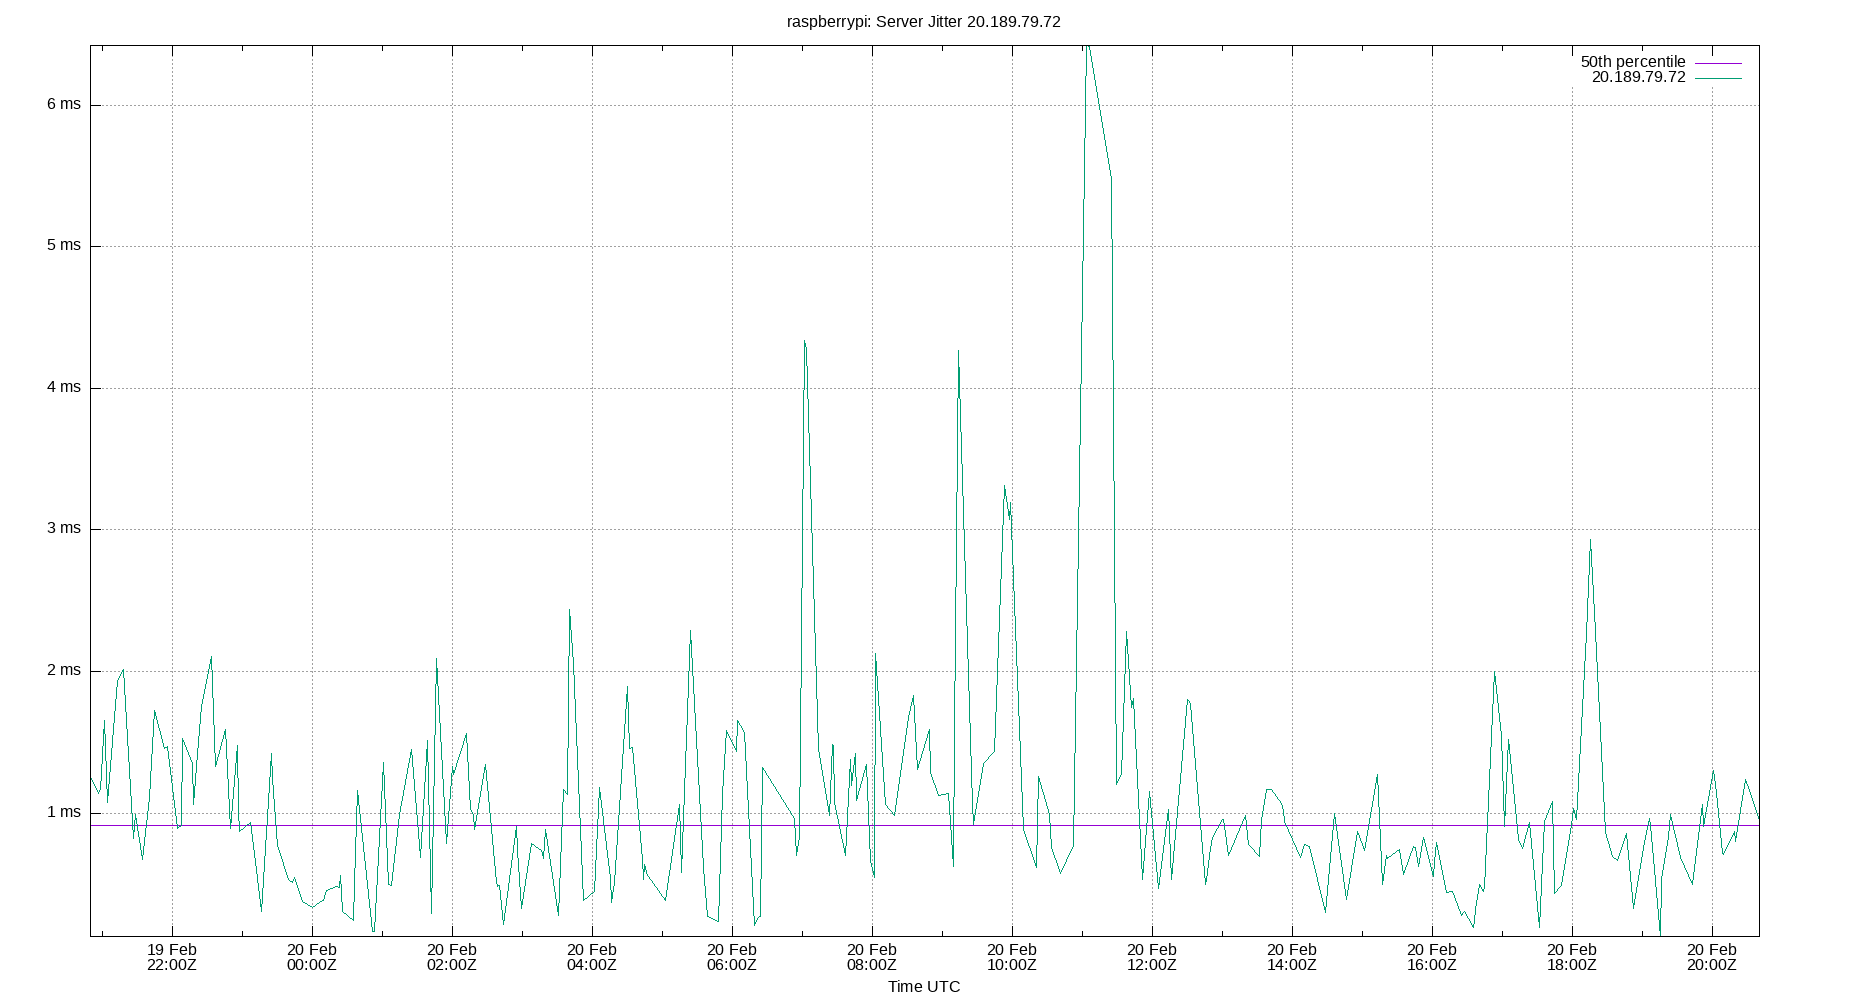 raspberrypi: Server Jitter 20.189.79.72
50th percentile
20.189.79.72
6 ms
5 ms
4 ms
3 ms
2 ms
1 ms
19 Feb 20 Feb 20 Feb 20 Feb 20 Feb 20 Feb 20 Feb 20 Feb 20 Feb 20 Feb 20 Feb 20 Feb
22:00Z 00:00Z 02:00Z 04:00Z 06:00Z 08:00Z 10:00Z 12:00Z 14:00Z 16:00Z 18:00Z 20:00Z
Time UTC